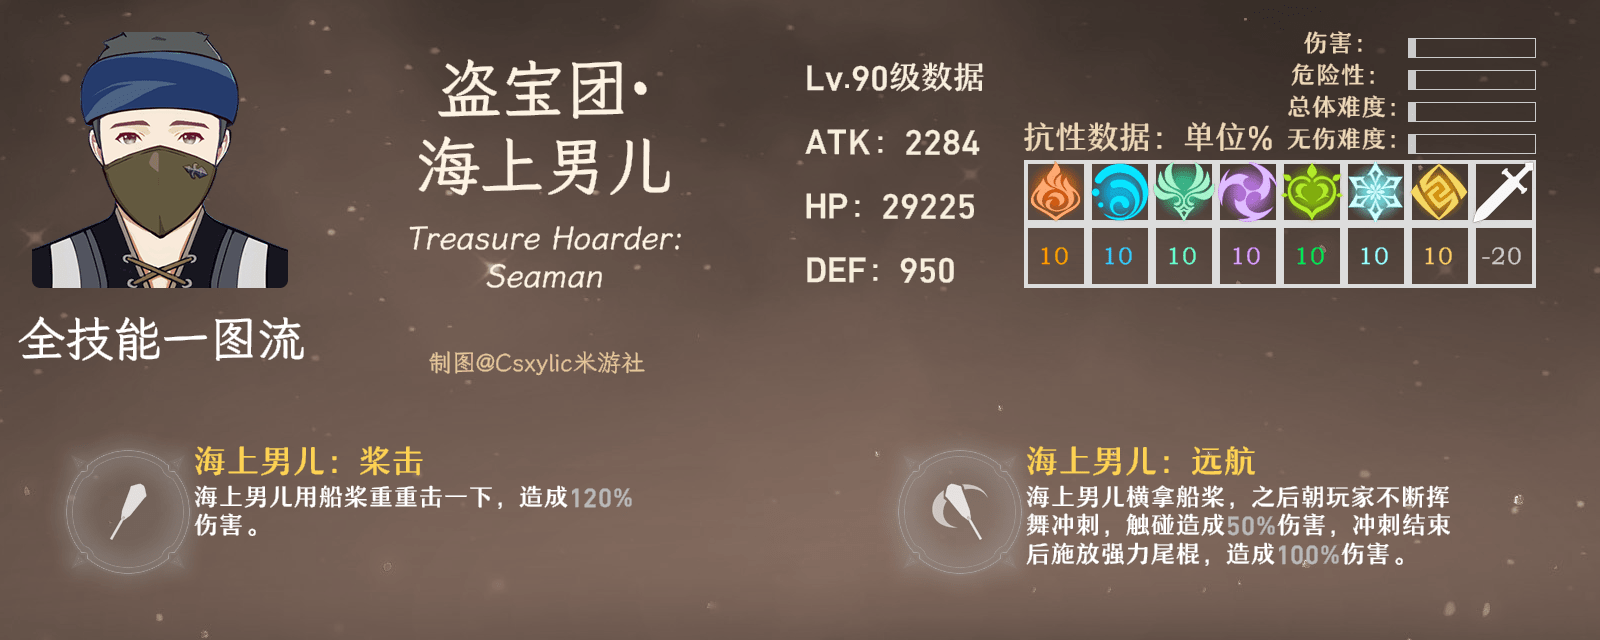 盗宝团·
海上男儿
Treasure Hoarder:
Seaman
全技能一图流
制图@Csxylic米游社
Lv.90级数据
ATK：2284
HP：29225
DEF：950
伤害：
危险性：
总体难度：
无伤难度：
抗性数据：单位%
10 10 10 10 10 10 10 -20
海上男儿：桨击
海上男儿用船桨重重击一下，造成120%
伤害。
海上男儿：远航
海上男儿横拿船桨，之后朝玩家不断挥
舞冲刺，触碰造成50%伤害，冲刺结束
后施放强力尾棍，造成100%伤害。